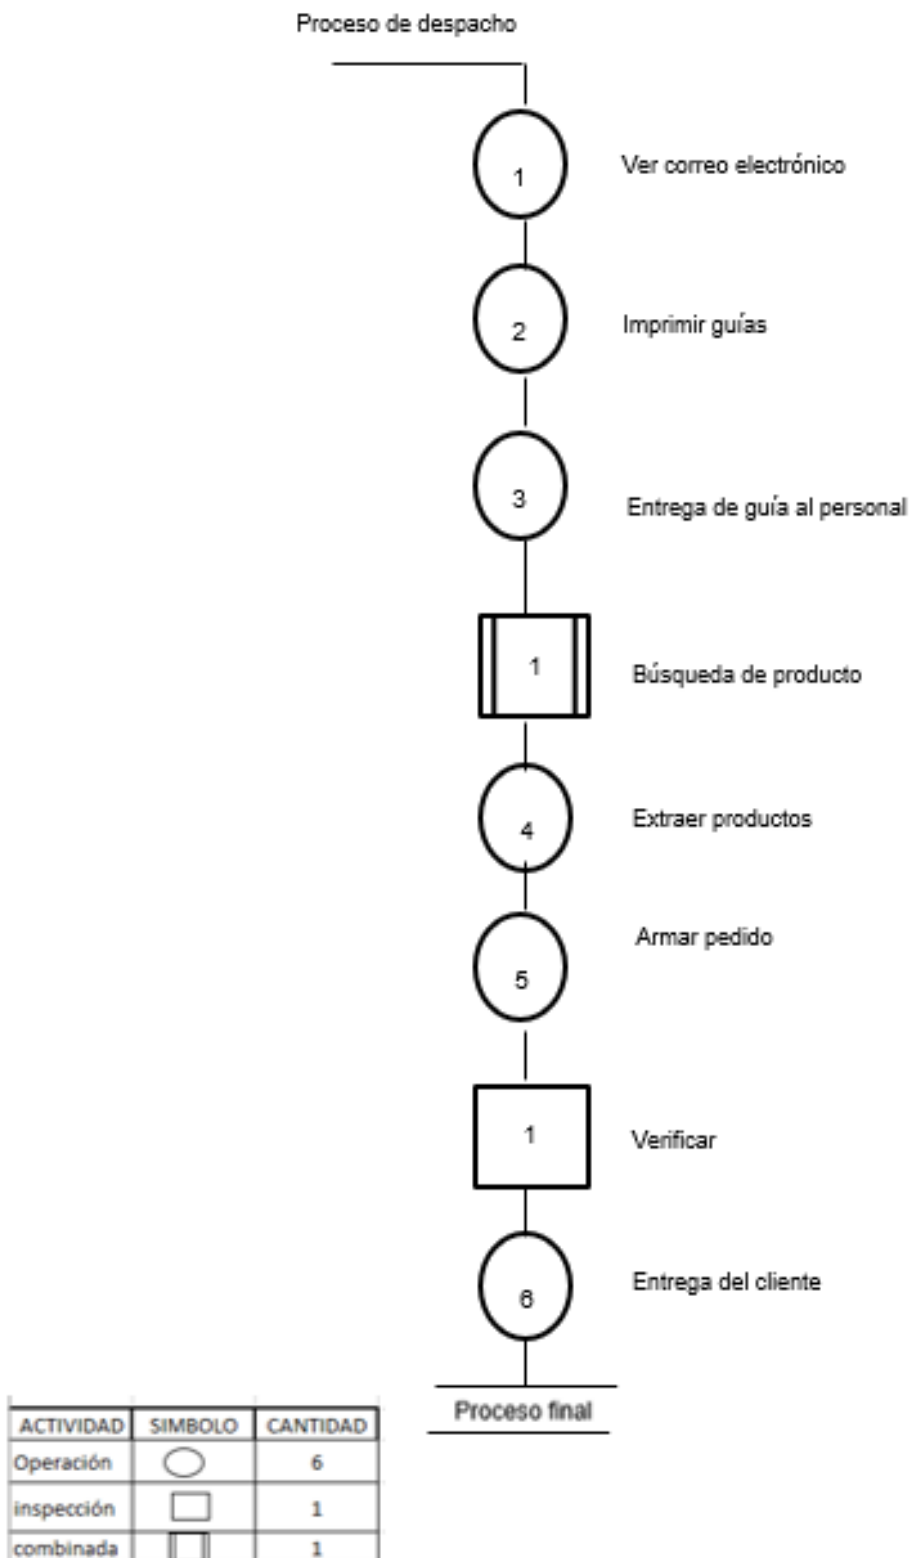 Proceso de despacho
1
Ver correo electrónico
2
Imprimir guías
3
Entrega de guía al personal
1
Búsqueda de producto
4
Extraer productos
Armar pedido
5
1
Verificar
6
Entrega del cliente
Proceso final
ACTIVIDAD SIMBOLO CANTIDAD
Operación 6
inspección 1
combinada 1